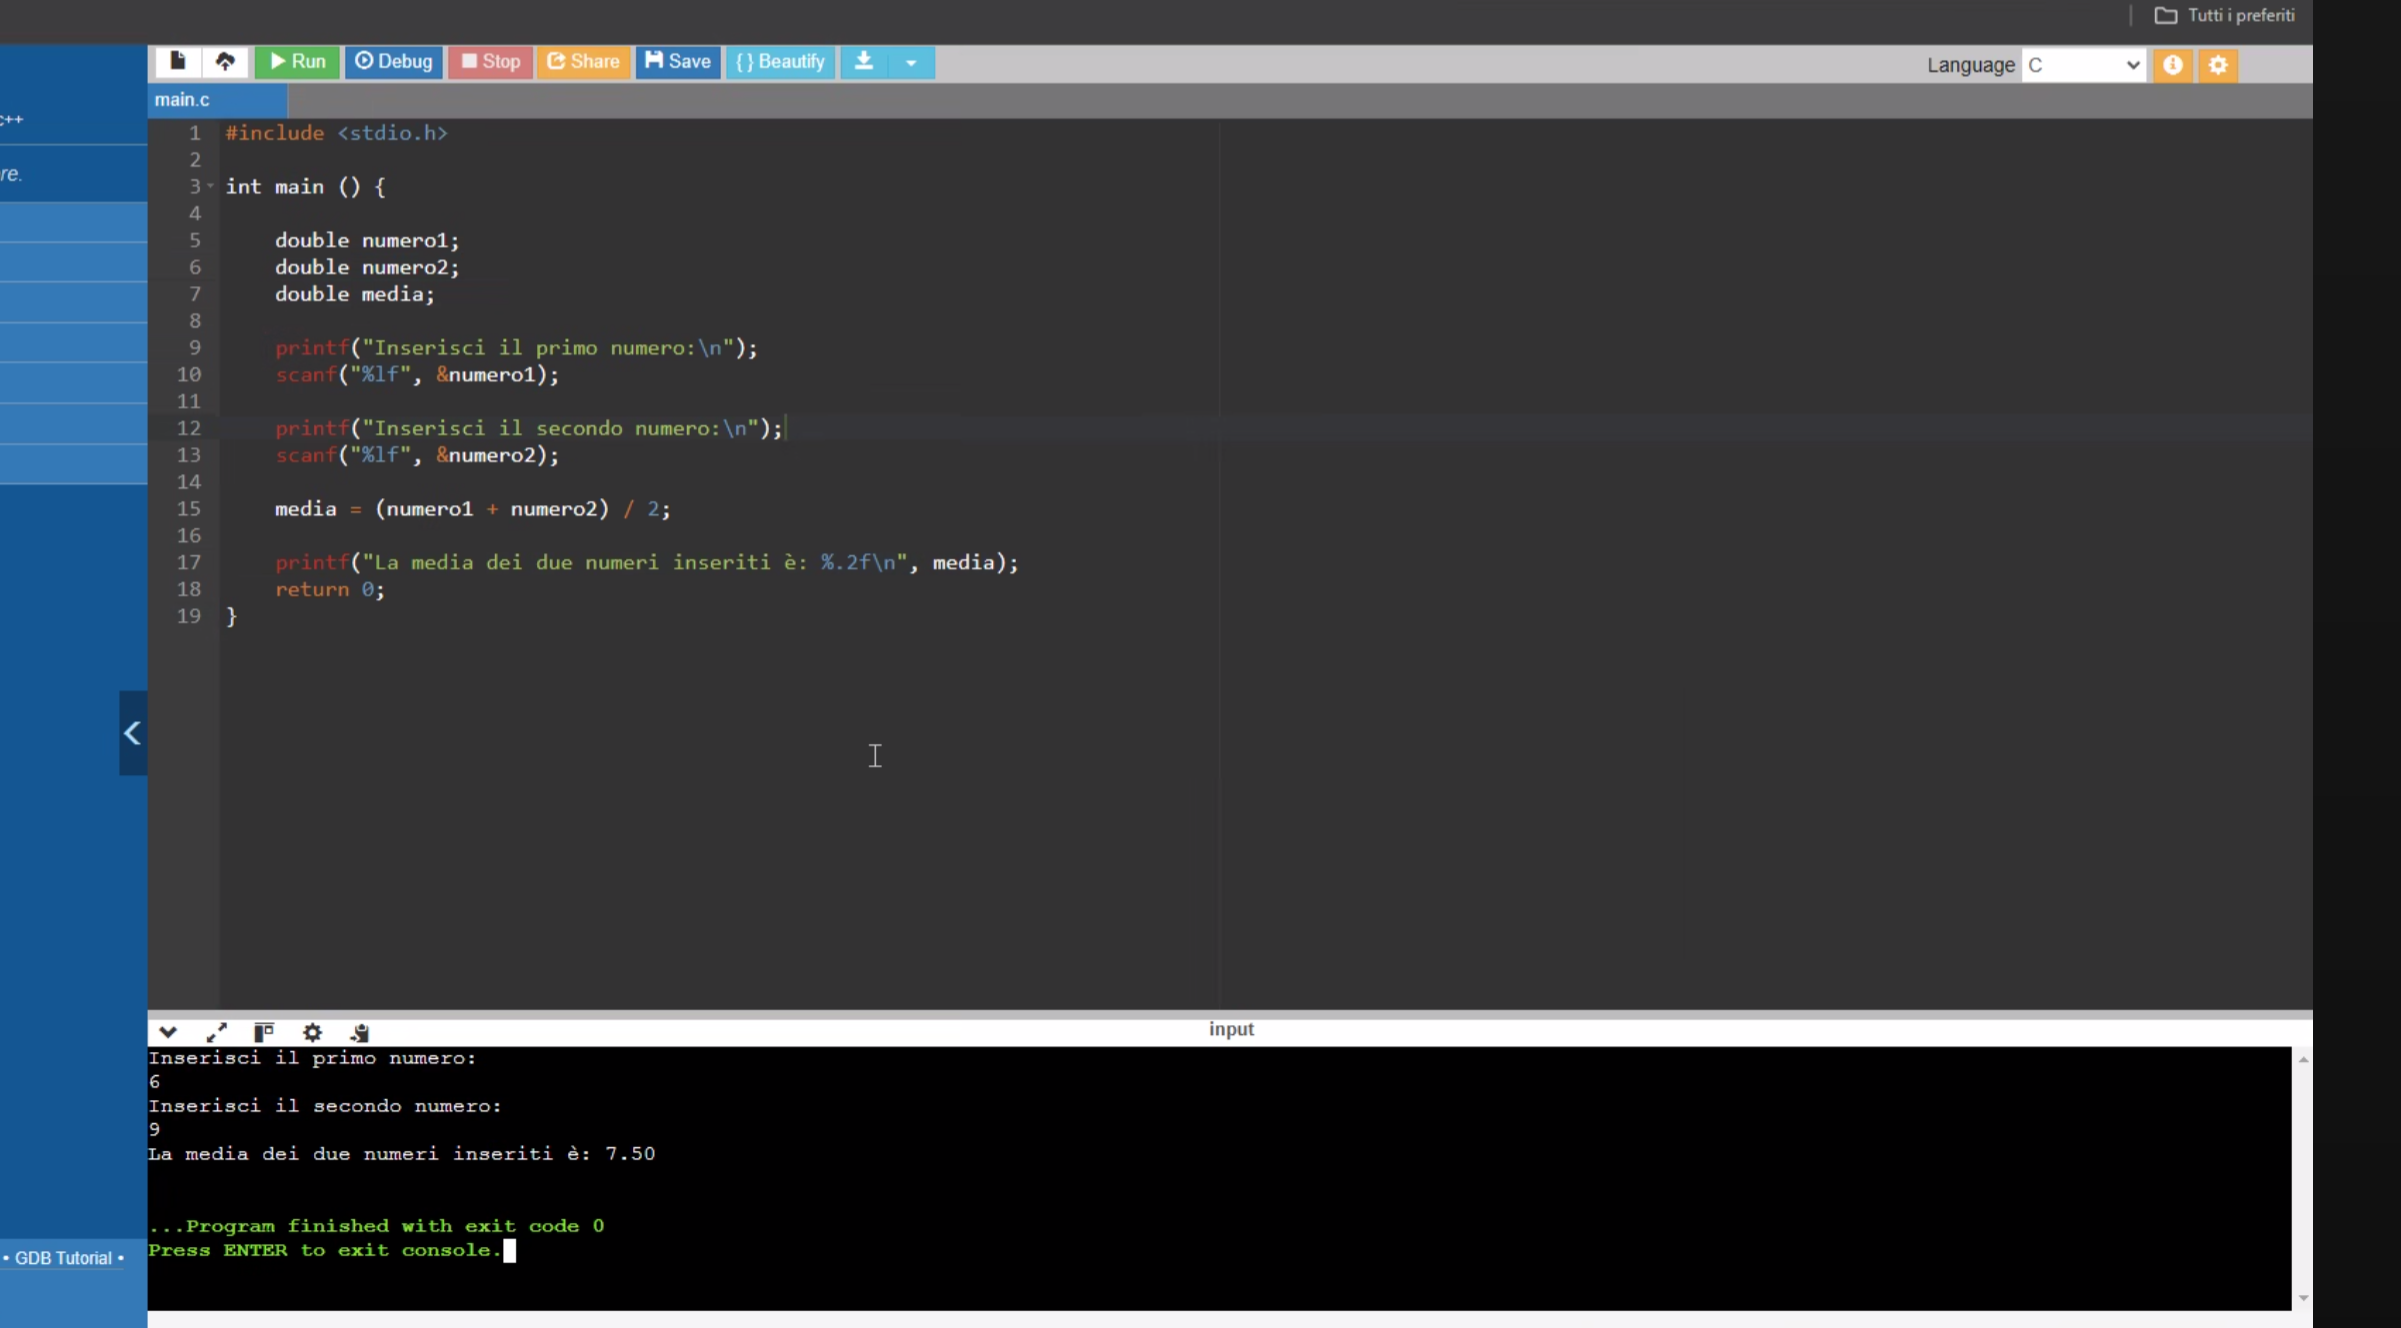 Tutti i preferiti
Run Debug Stop Share Save {} Beautify
Language C
main.c
c++
re.
1 #include <stdio.h>
2
3 int main () {
4
5 double numero1;
6 double numero2;
7 double media;
8
9 printf("Inserisci il primo numero:\n");
10 scanf("%lf", &numero1);
11
12 printf("Inserisci il secondo numero:\n");
13 scanf("%lf", &numero2);
14
15 media = (numero1 + numero2) / 2;
16
17 printf("La media dei due numeri inseriti è: %.2f\n", media);
18 return 0;
19 }
input
Inserisci il primo numero:
6
Inserisci il secondo numero:
9
La media dei due numeri inseriti è: 7.50
...Program finished with exit code 0
Press ENTER to exit console.
• GDB Tutorial •